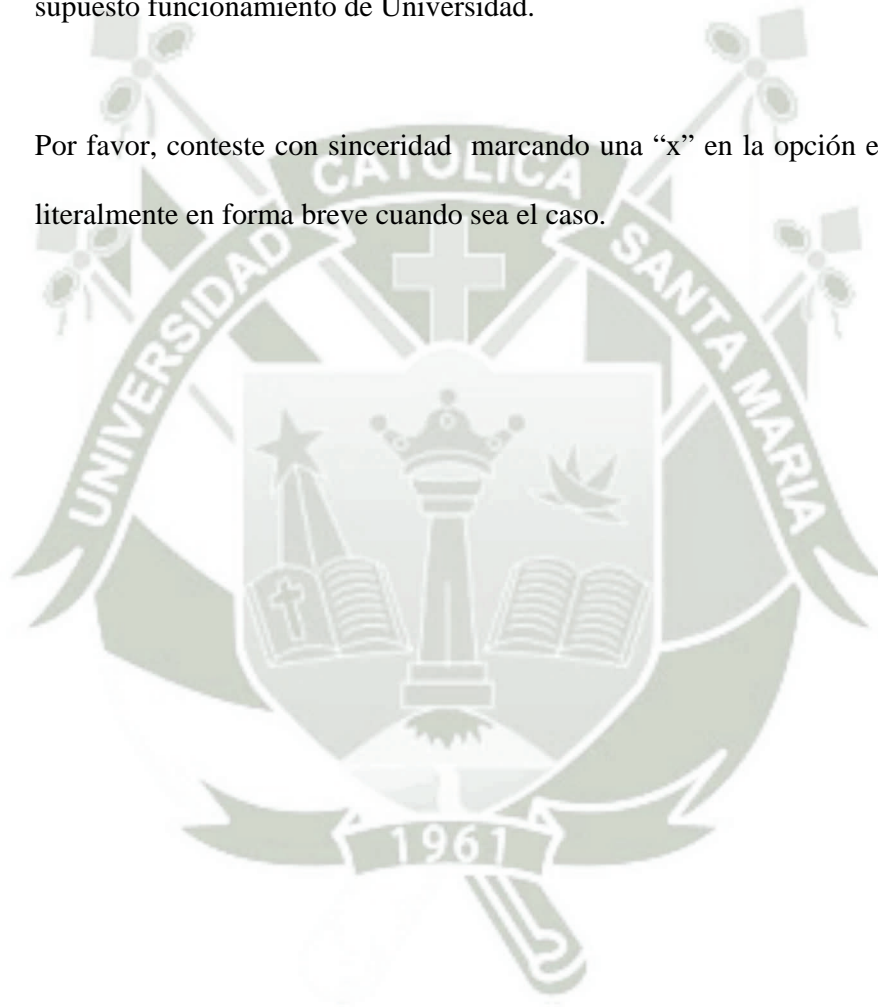 supuesto funcionamiento de Universidad.
Por favor, conteste con sinceridad marcando una “x” en la opción e
literalmente en forma breve cuando sea el caso.
UNIVERSIDAD CATOLICA SANTA MARIA
1961